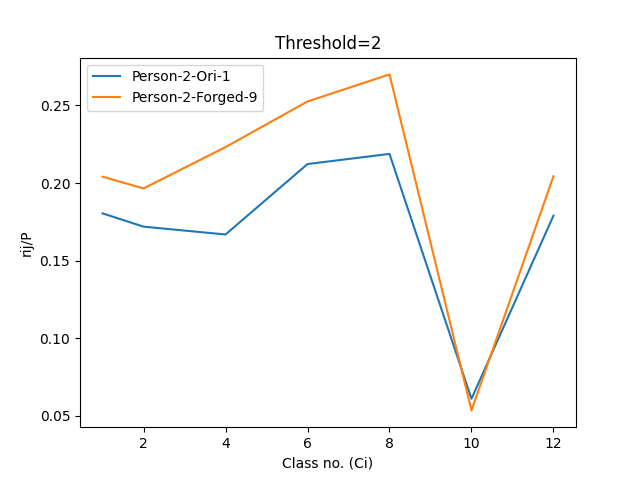 Threshold=2
Person-2-Ori-1
Person-2-Forged-9
rij/P
0.25
0.20
0.15
0.10
0.05
2 4 6 8 10 12
Class no. (Ci)